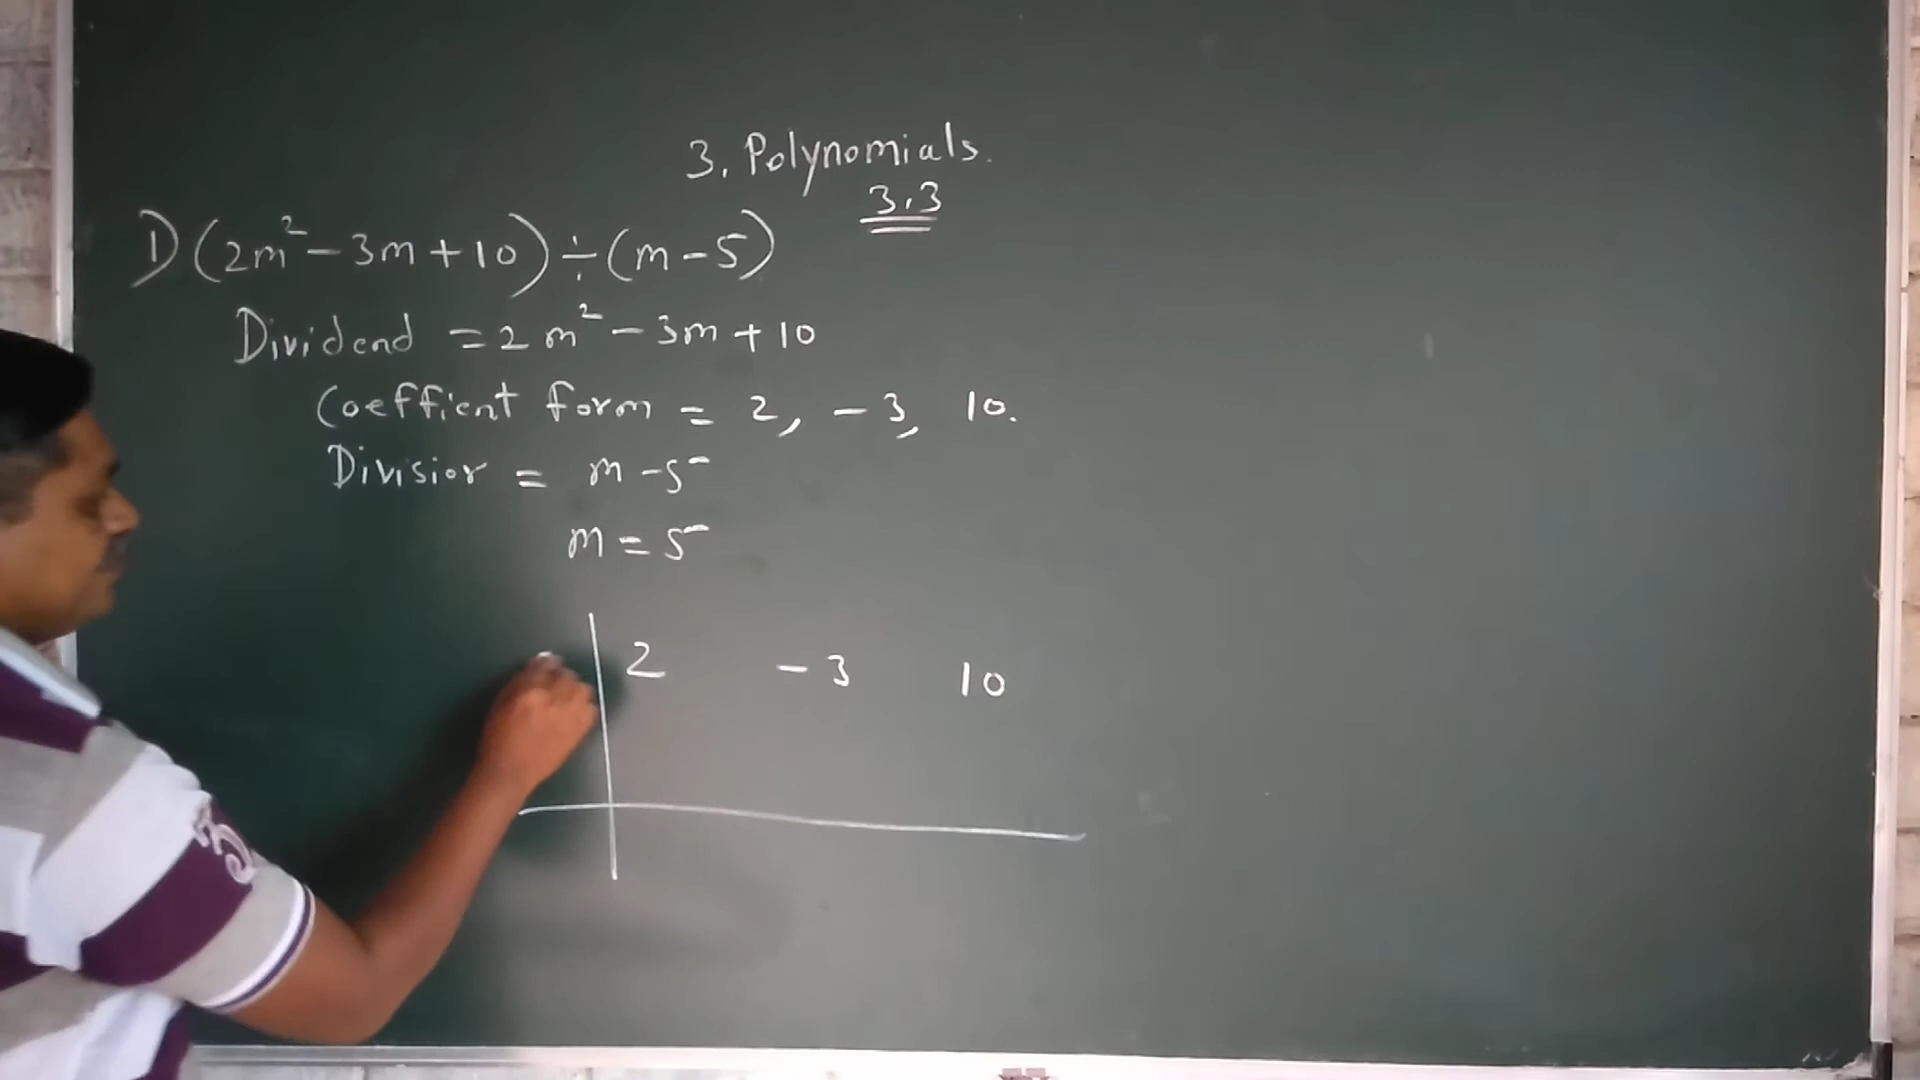 3. Polynomials.
3.3
1) (2m² - 3m + 10) ÷ (m - 5)
Dividend = 2m² - 3m + 10
Coeffient form = 2, - 3, 10.
Divisior = m - 5
m = 5
2 - 3 10